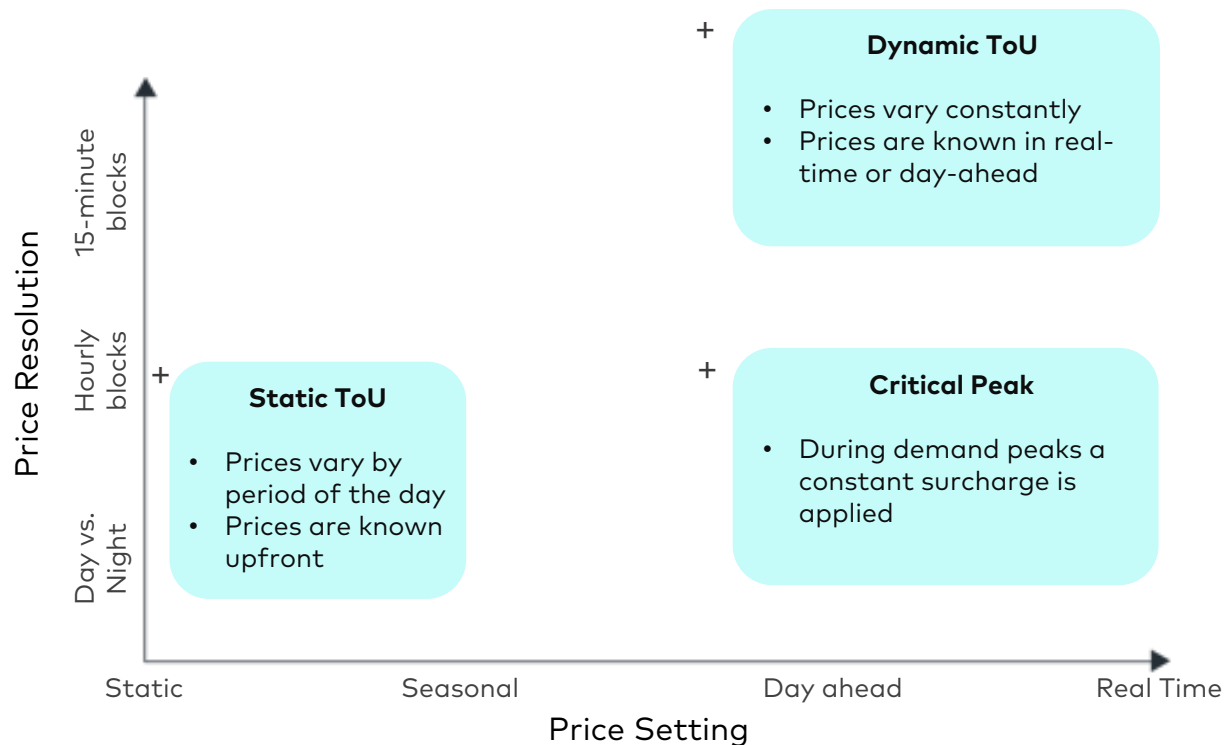 +
Dynamic ToU
• Prices vary constantly
• Prices are known in real-
time or day-ahead
15-minute
blocks
Price Resolution
Hourly
blocks
+
Static ToU
• Prices vary by
period of the day
• Prices are known
upfront
+
Critical Peak
• During demand peaks a
constant surcharge is
applied
Day vs.
Night
Static
Seasonal
Day ahead
Real Time
Price Setting